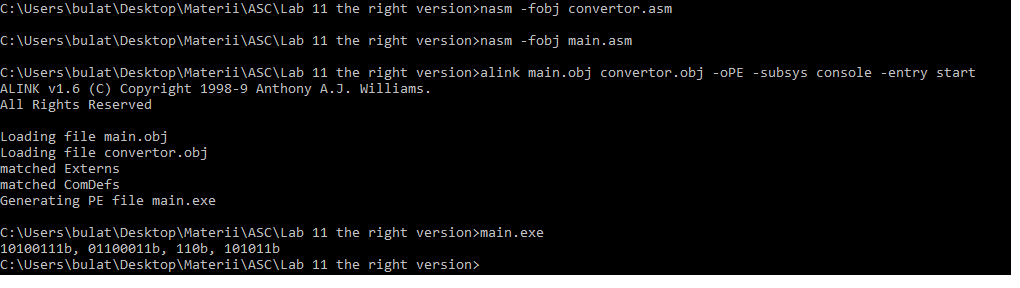 C:\Users\bulat\Desktop\Materii\ASC\Lab 11 the right version>nasm -fobj convertor.asm
C:\Users\bulat\Desktop\Materii\ASC\Lab 11 the right version>nasm -fobj main.asm
C:\Users\bulat\Desktop\Materii\ASC\Lab 11 the right version>alink main.obj convertor.obj -oPE -subsys console -entry start
ALINK v1.6 (C) Copyright 1998-9 Anthony A.J. Williams.
All Rights Reserved
Loading file main.obj
Loading file convertor.obj
matched Externs
matched ComDefs
Generating PE file main.exe
C:\Users\bulat\Desktop\Materii\ASC\Lab 11 the right version>main.exe
10100111b, 01100011b, 110b, 101011b
C:\Users\bulat\Desktop\Materii\ASC\Lab 11 the right version>